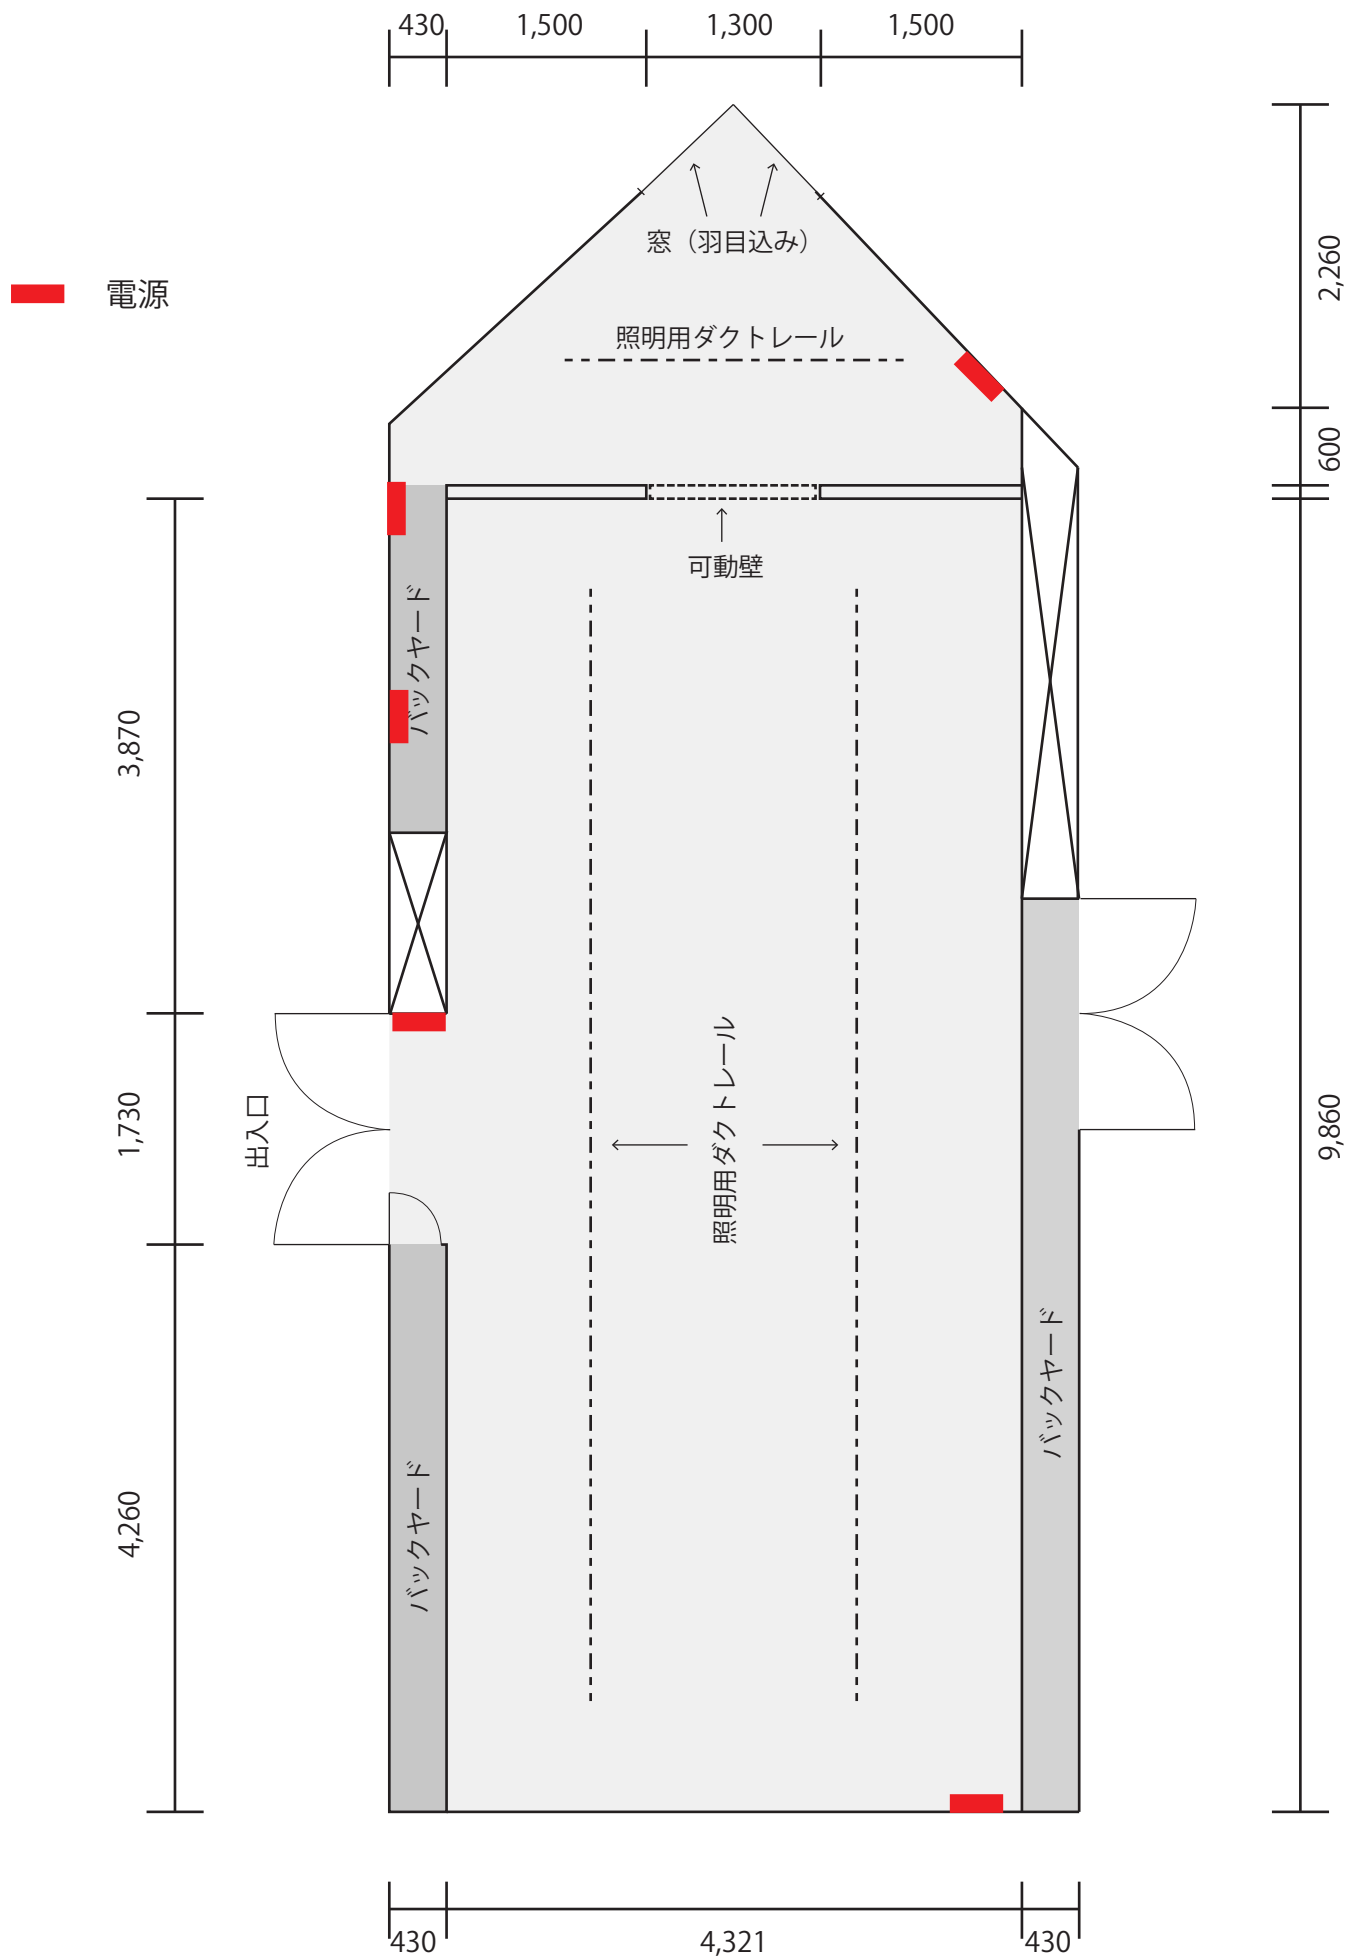 430
1,500
1,300
1,500
窓（羽目込み）
2,260
電源
照明用ダクトレール
600
可動壁
バックヤード
3,870
照明用ダクトレール
出入口
1,730
9,860
バックヤード
バックヤード
4,260
430
4,321
430